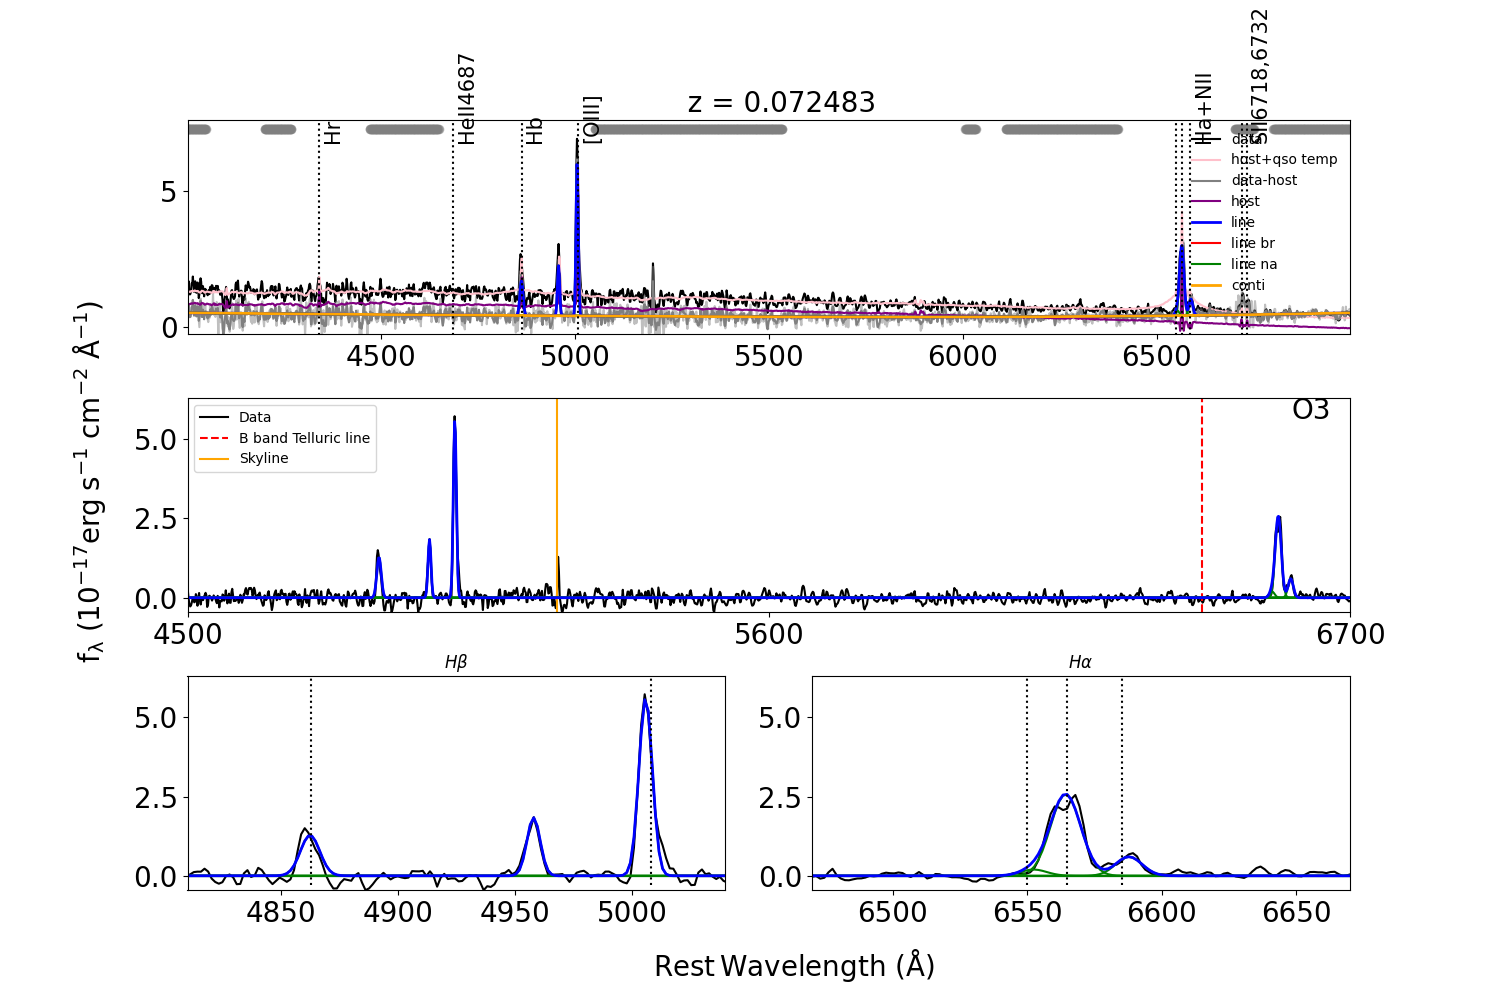 z = 0.072483
Hr
HeII4687
Hb
[OIII]
Ha+NII
SII6718,6732
data
host+qso temp
data-host
host
line
line br
line na
conti
5
0
4500 5000 5500 6000 6500
Data
B band Telluric line
Skyline
O3
5.0
2.5
0.0
4500 5600 6700
fλ (10⁻¹⁷erg s⁻¹ cm⁻² Å⁻¹)
Hβ
5.0
2.5
0.0
4850 4900 4950 5000
Hα
5.0
2.5
0.0
6500 6550 6600 6650
Rest Wavelength (Å)